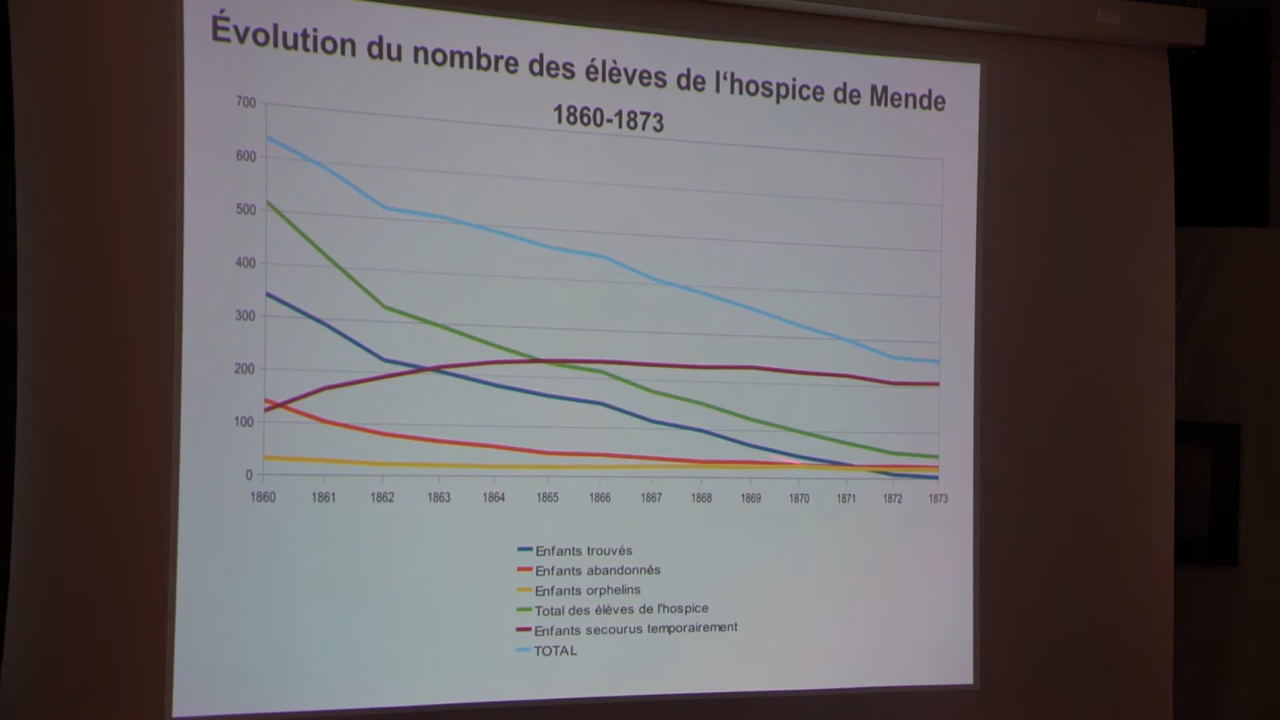 Évolution du nombre des élèves de l‘hospice de Mende
1860-1873
700
600
500
400
300
200
100
0
1860 1861 1862 1863 1864 1865 1866 1867 1868 1869 1870 1871 1872 1873
Enfants trouvés
Enfants abandonnés
Enfants orphelins
Total des élèves de l'hospice
Enfants secourus temporairement
TOTAL